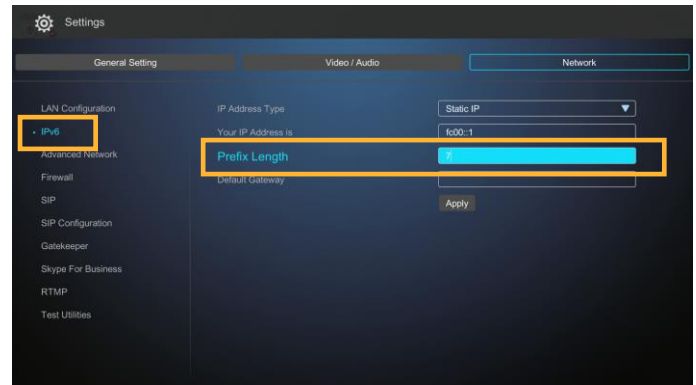 Settings
General Setting Video / Audio Network
LAN Configuration IP Address Type Static IP
IPv6 Your IP Address is fc00::1
Advanced Network Prefix Length 7
Firewall Default Gateway
SIP Apply
SIP Configuration
Gatekeeper
Skype For Business
RTMP
Test Utilities